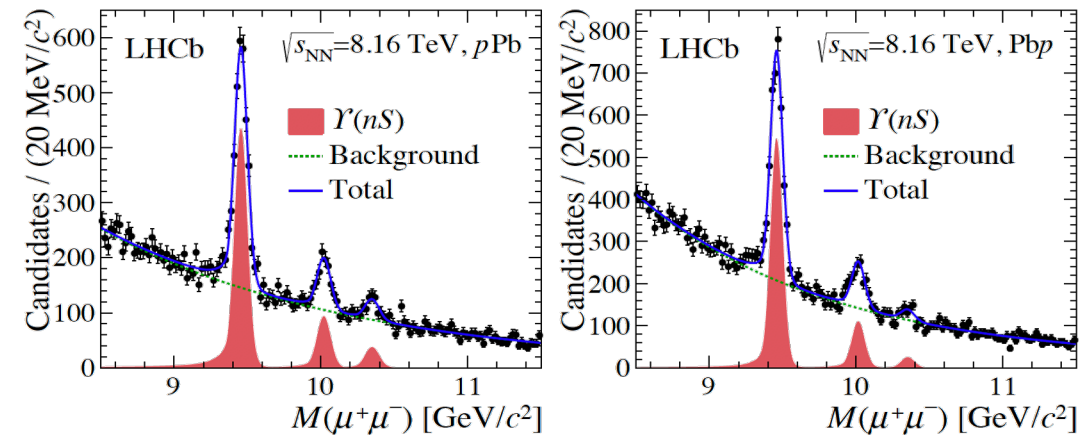 Candidates / (20 MeV/c²)
600
500
400
300
200
100
0
LHCb
√sNN=8.16 TeV, pPb
ϒ(nS)
Background
Total
9
10
11
M(μ⁺μ⁻) [GeV/c²]
Candidates / (20 MeV/c²)
800
700
600
500
400
300
200
100
0
LHCb
√sNN=8.16 TeV, Pbp
ϒ(nS)
Background
Total
9
10
11
M(μ⁺μ⁻) [GeV/c²]